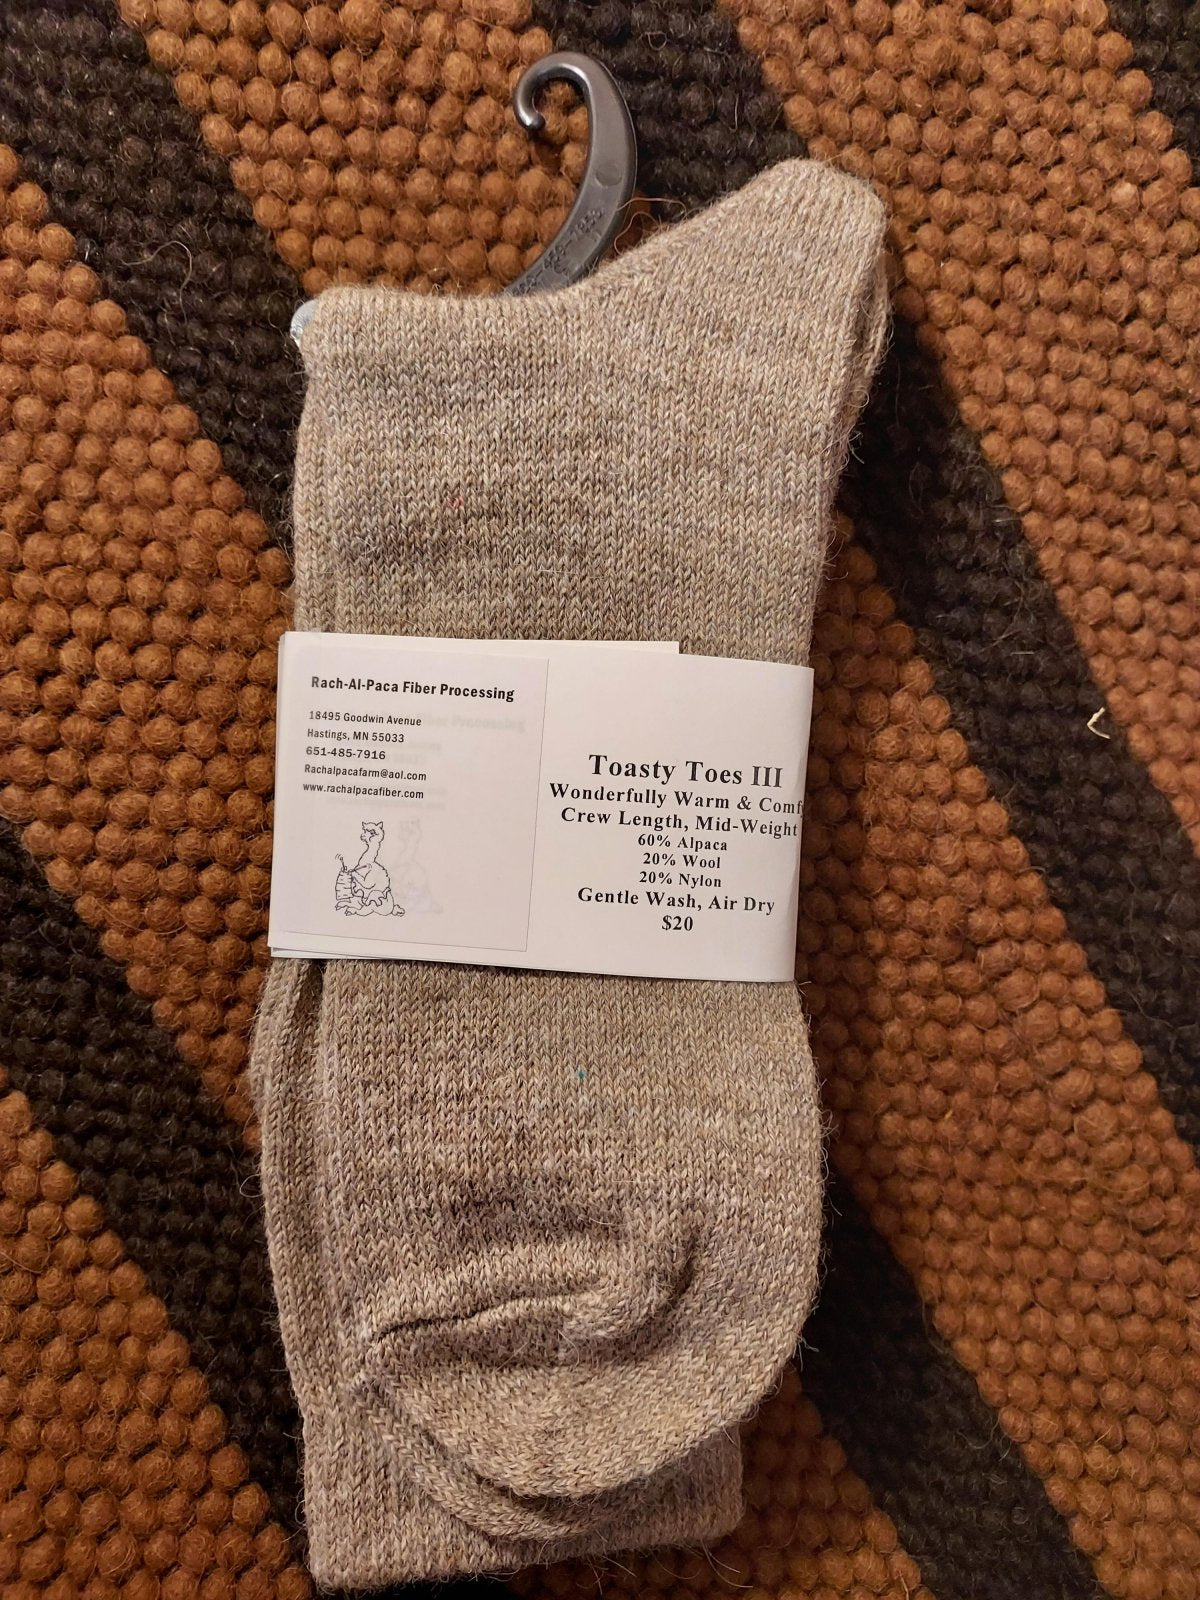 Rach-Al-Paca Fiber Processing
18495 Goodwin Avenue
Hastings, MN 55033
651-485-7916
Rachalpacafarm@aol.com
www.rachalpacafiber.com
Toasty Toes III
Wonderfully Warm & Comfy
Crew Length, Mid-Weight
60% Alpaca
20% Wool
20% Nylon
Gentle Wash, Air Dry
$20